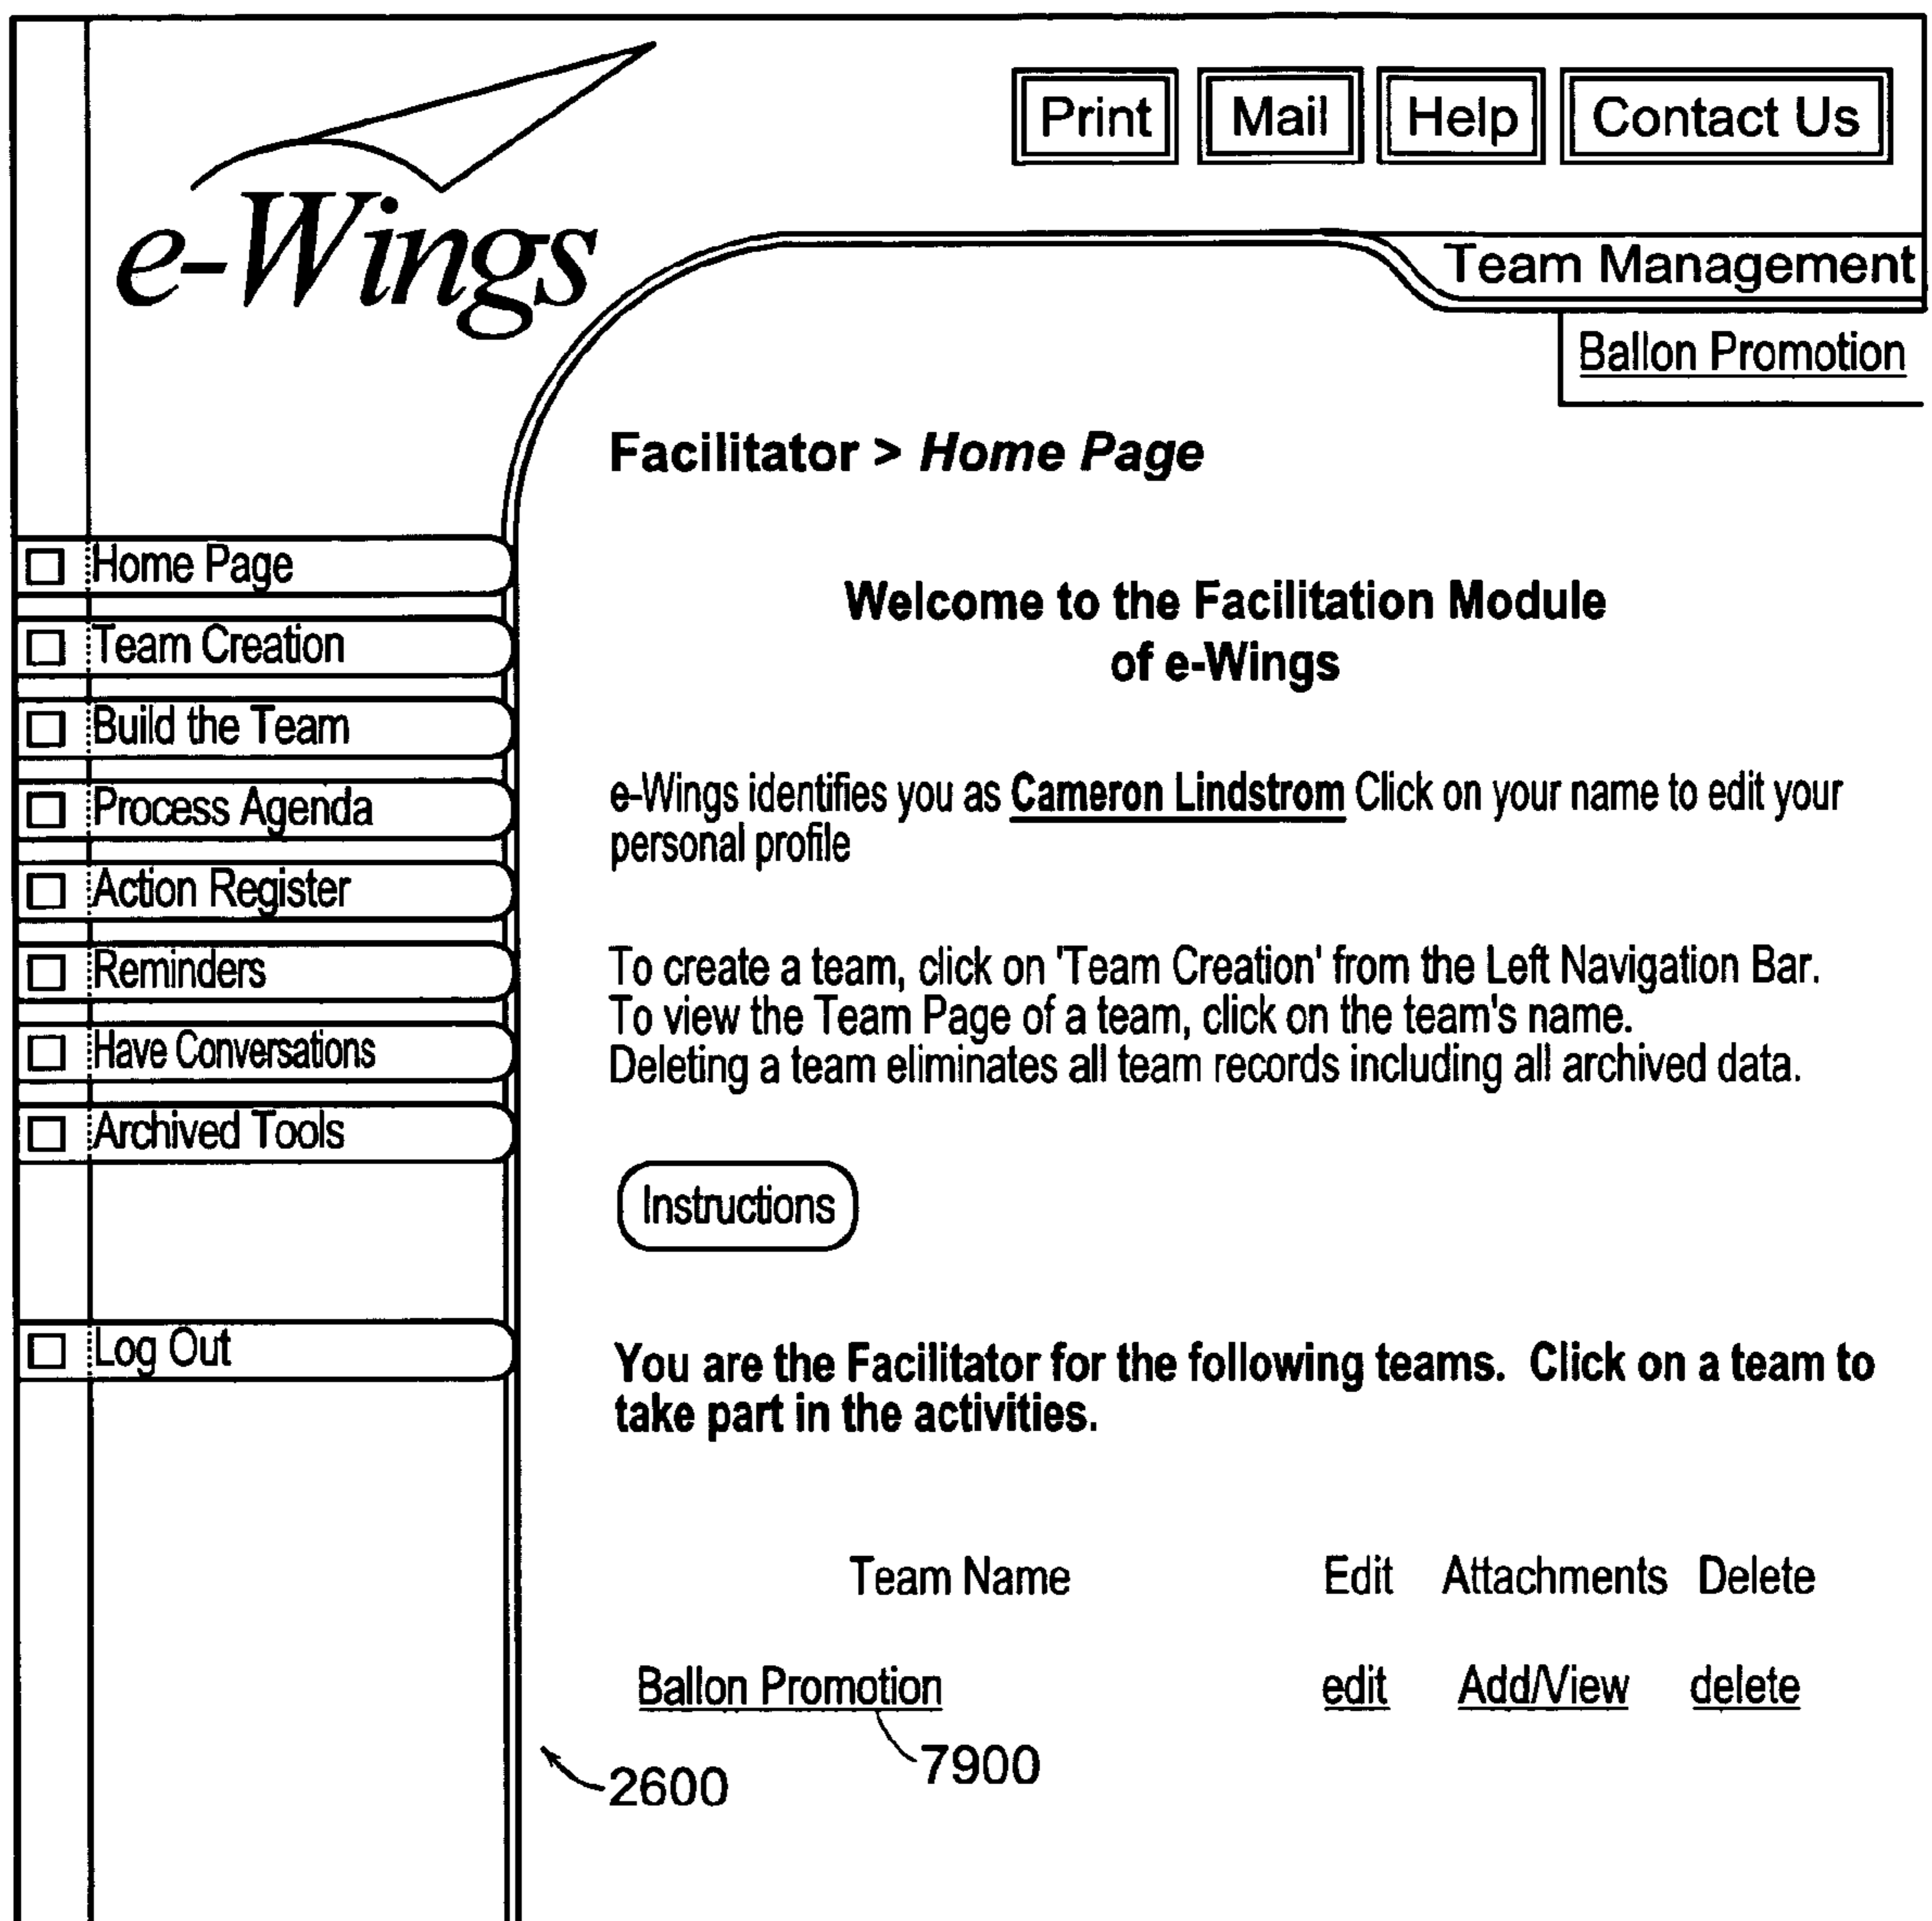 Print Mail Help Contact Us
e-Wings
Team Management
Ballon Promotion
Facilitator > Home Page
Home Page
Team Creation
Build the Team
Process Agenda
Action Register
Reminders
Have Conversations
Archived Tools
Log Out
Welcome to the Facilitation Module
of e-Wings
e-Wings identifies you as Cameron Lindstrom Click on your name to edit your
personal profile
To create a team, click on 'Team Creation' from the Left Navigation Bar.
To view the Team Page of a team, click on the team's name.
Deleting a team eliminates all team records including all archived data.
Instructions
You are the Facilitator for the following teams. Click on a team to
take part in the activities.
Team Name Edit Attachments Delete
Ballon Promotion edit Add/View delete
7900
2600